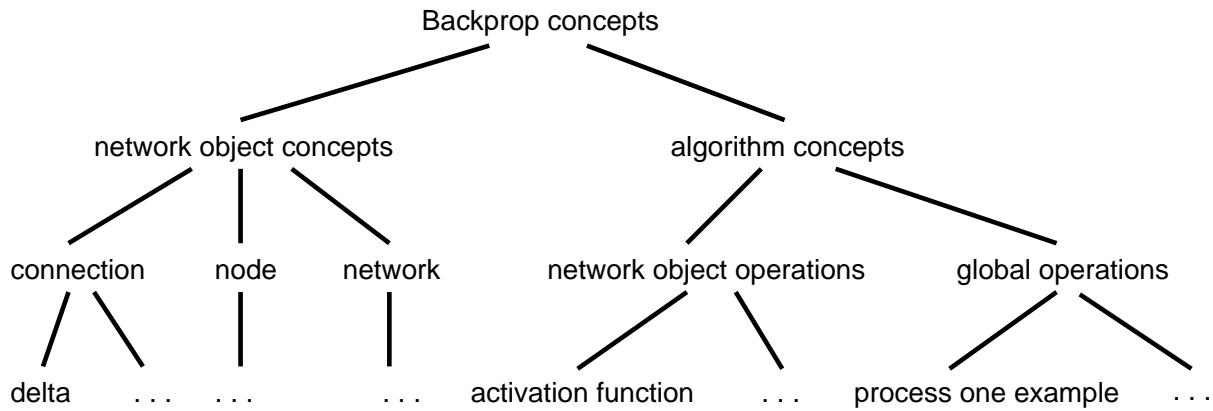 Backprop concepts
network object concepts algorithm concepts
connection node network network object operations global operations
delta . . . . . . . . . activation function . . . process one example . . .